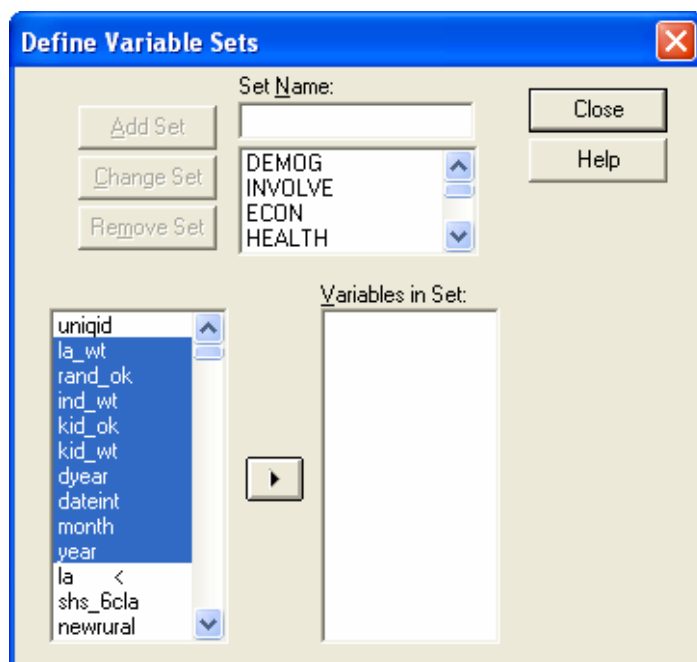 Define Variable Sets
Set Name:
Add Set
Close
Change Set
Help
Remove Set
DEMOG
INVOLVE
ECON
HEALTH
Variables in Set:
uniqid
la_wt
rand_ok
ind_wt
kid_ok
kid_wt
dyear
dateint
month
year
la <
shs_6cla
newrural